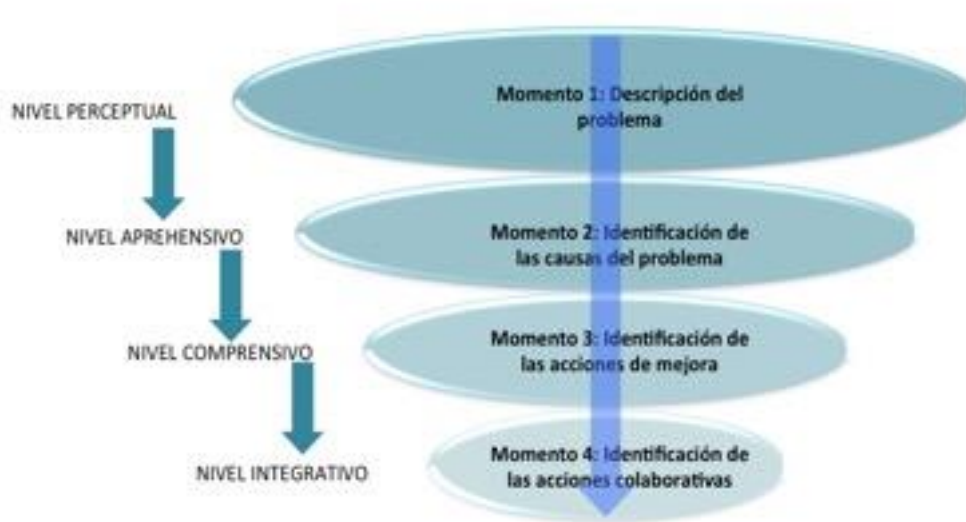 NIVEL PERCEPTUAL
Momento 1: Descripción del
problema
NIVEL APREHENSIVO
Momento 2: Identificación de
las causas del problema
NIVEL COMPRENSIVO
Momento 3: Identificación de
las acciones de mejora
NIVEL INTEGRATIVO
Momento 4: Identificación de
las acciones colaborativas